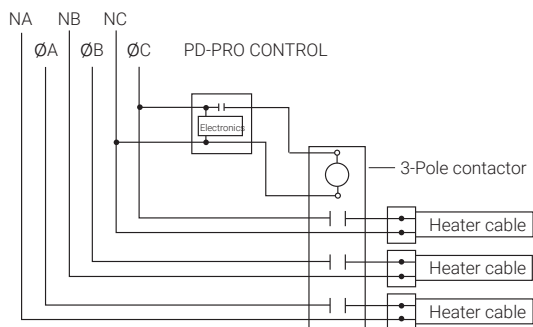 NA NB NC
ØA ØB ØC PD-PRO CONTROL
Electronics
3-Pole contactor
Heater cable
Heater cable
Heater cable